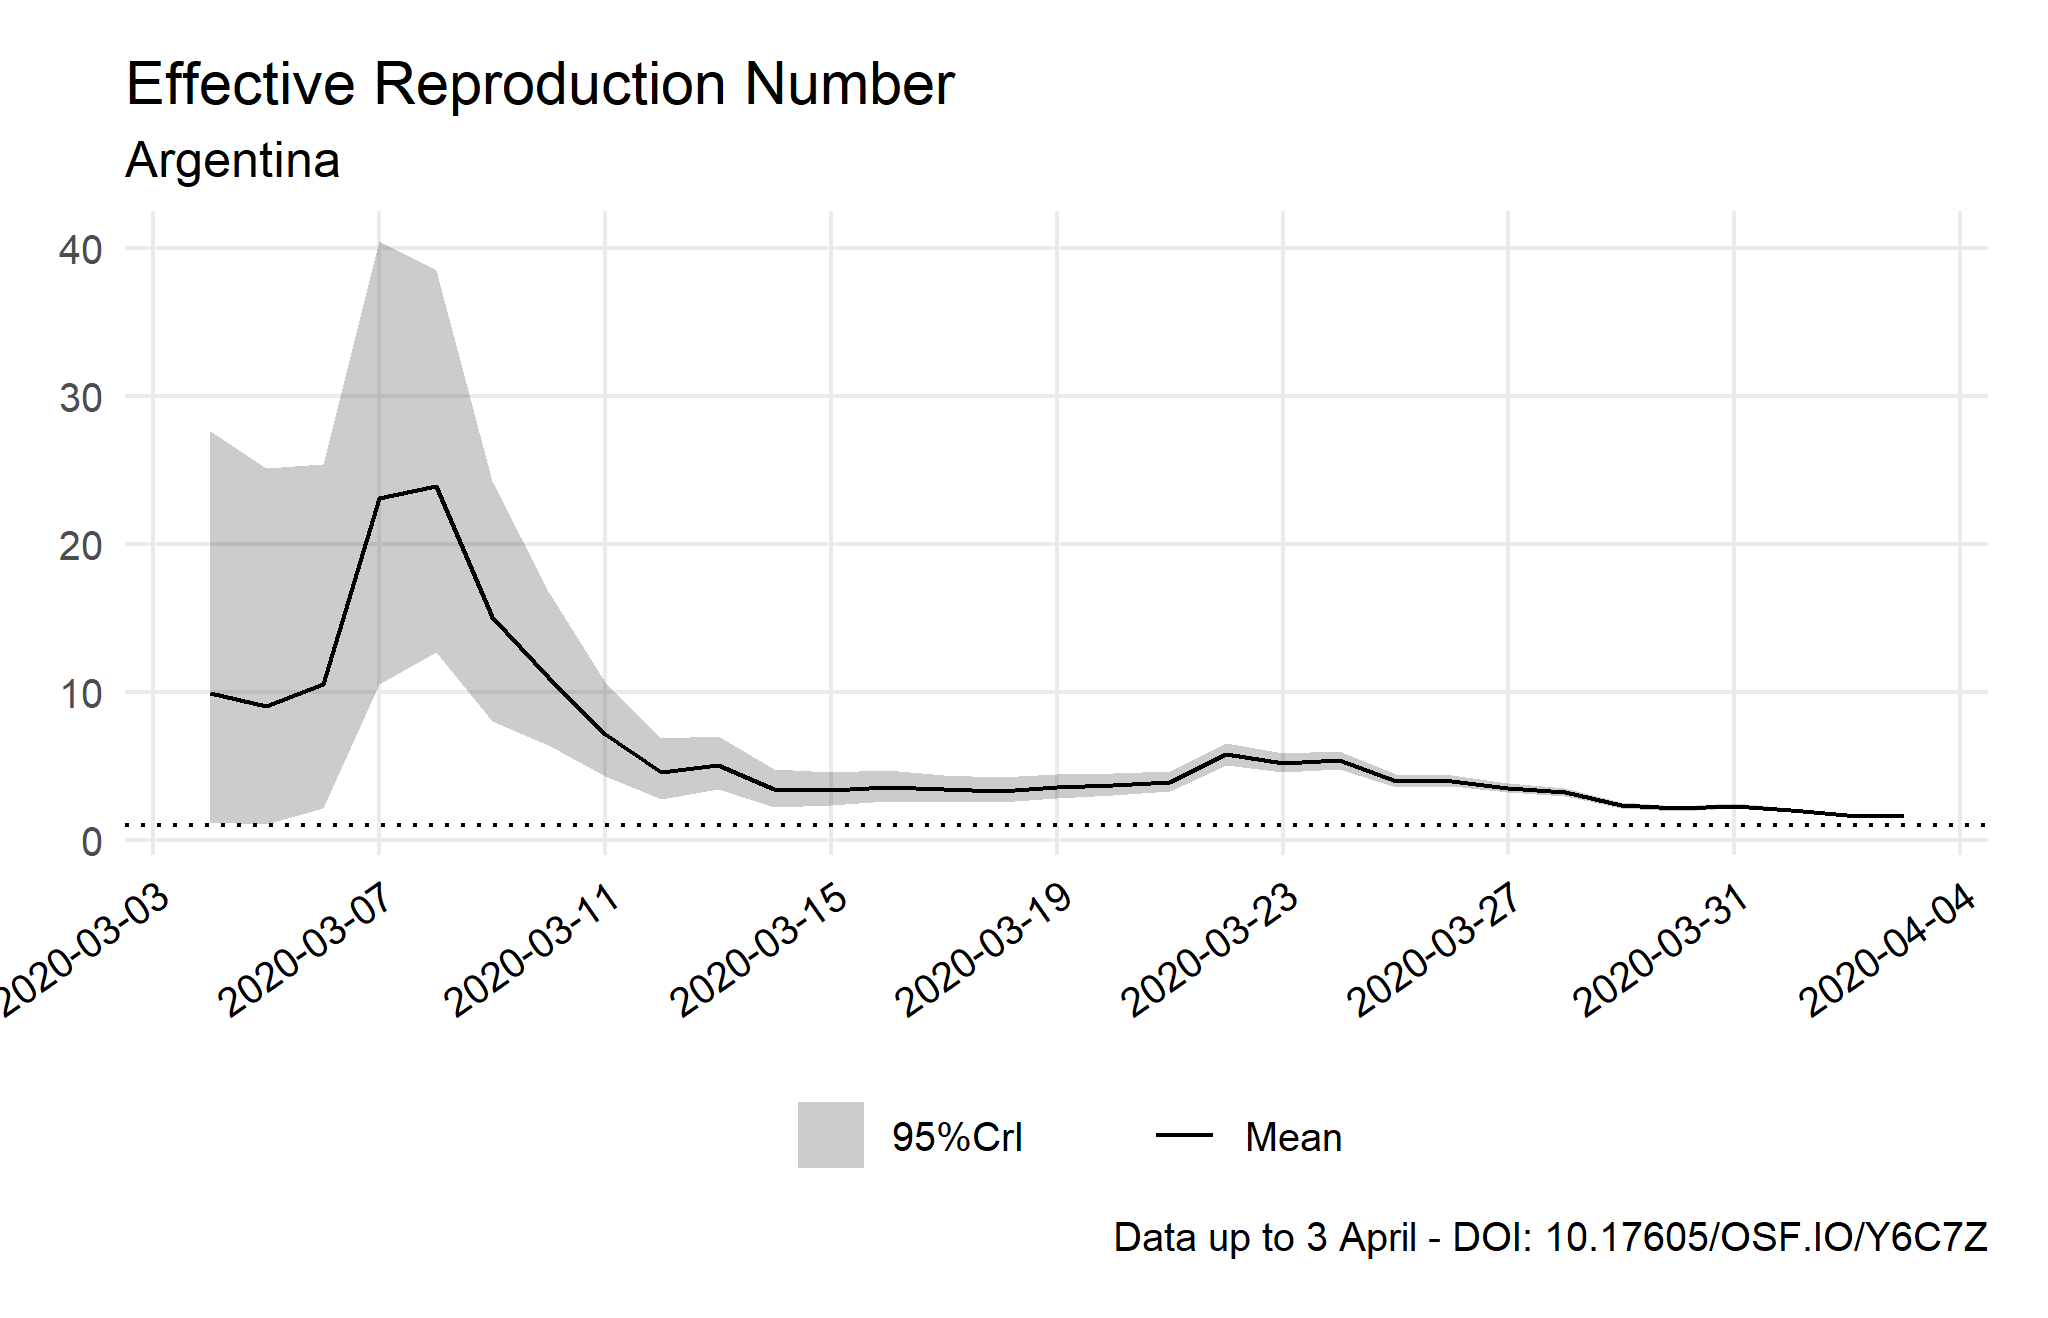 Effective Reproduction Number
Argentina
40
30
20
10
0
2020-03-03
2020-03-07
2020-03-11
2020-03-15
2020-03-19
2020-03-23
2020-03-27
2020-03-31
2020-04-04
95%CrI
Mean
Data up to 3 April - DOI: 10.17605/OSF.IO/Y6C7Z